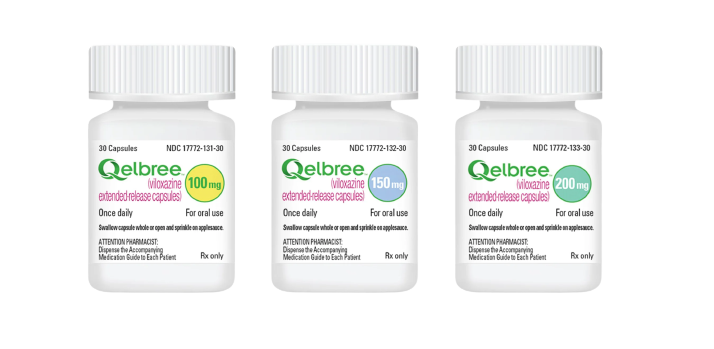 30 Capsules NDC 17772-131-30
Qelbree™
(viloxazine
extended-release capsules)
100 mg
Once daily For oral use
Swallow capsule whole or open and sprinkle on applesauce.
ATTENTION PHARMACIST:
Dispense the Accompanying
Medication Guide to Each Patient Rx only
30 Capsules NDC 17772-132-30
Qelbree™
(viloxazine
extended-release capsules)
150 mg
Once daily For oral use
Swallow capsule whole or open and sprinkle on applesauce.
ATTENTION PHARMACIST:
Dispense the Accompanying
Medication Guide to Each Patient Rx only
30 Capsules NDC 17772-133-30
Qelbree™
(viloxazine
extended-release capsules)
200 mg
Once daily For oral use
Swallow capsule whole or open and sprinkle on applesauce.
ATTENTION PHARMACIST:
Dispense the Accompanying
Medication Guide to Each Patient Rx only